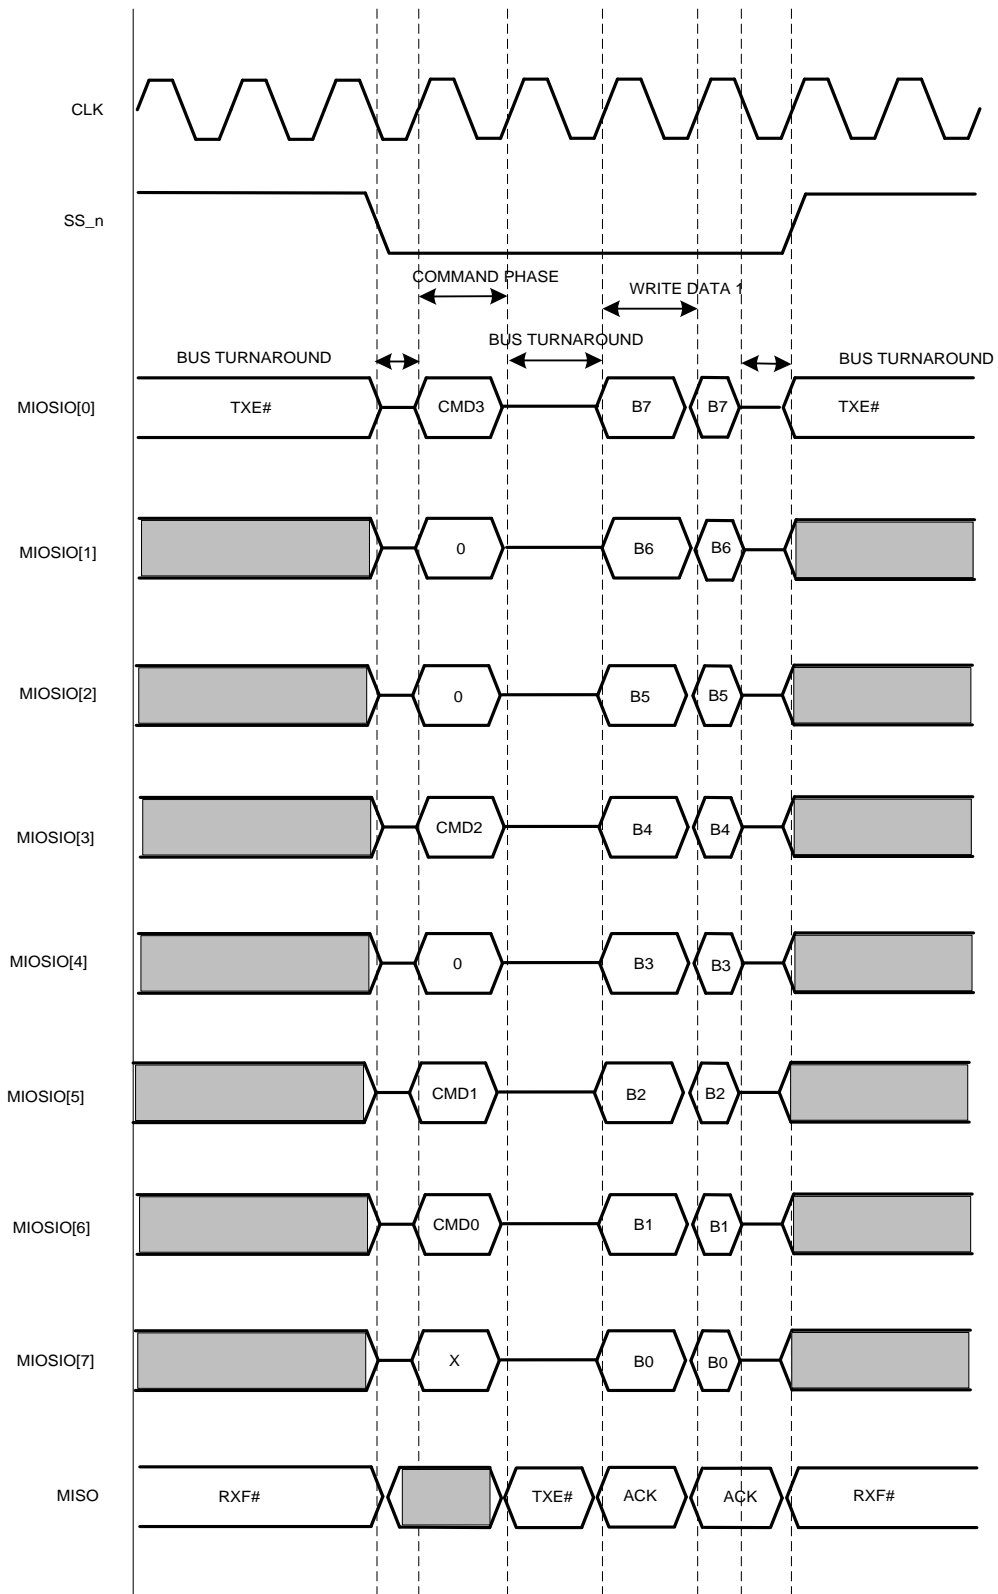 CLK
SS_n
COMMAND PHASE
WRITE DATA 1
BUS TURNAROUND
BUS TURNAROUND
BUS TURNAROUND
MIOSIO[0] TXE# CMD3 B7 B7 TXE#
MIOSIO[1] 0 B6 B6
MIOSIO[2] 0 B5 B5
MIOSIO[3] CMD2 B4 B4
MIOSIO[4] 0 B3 B3
MIOSIO[5] CMD1 B2 B2
MIOSIO[6] CMD0 B1 B1
MIOSIO[7] X B0 B0
MISO RXF# TXE# ACK ACK RXF#